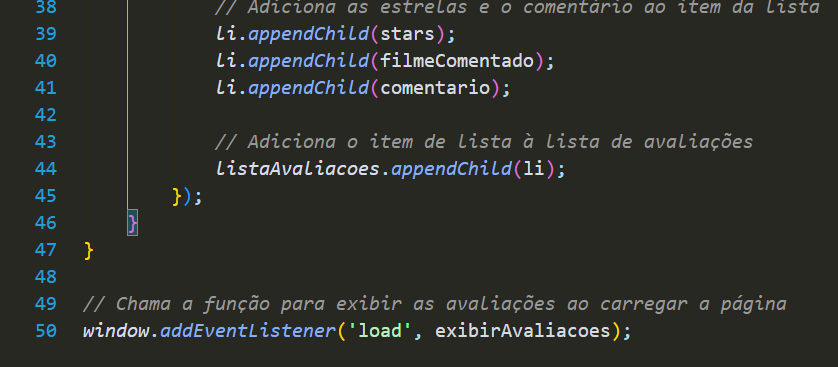 38 // Adiciona as estrelas e o comentário ao item da lista
39 li.appendChild(stars);
40 li.appendChild(filmeComentado);
41 li.appendChild(comentario);
42
43 // Adiciona o item de lista à lista de avaliações
44 listaAvaliacoes.appendChild(li);
45 });
46 }
47 }
48
49 // Chama a função para exibir as avaliações ao carregar a página
50 window.addEventListener('load', exibirAvaliacoes);